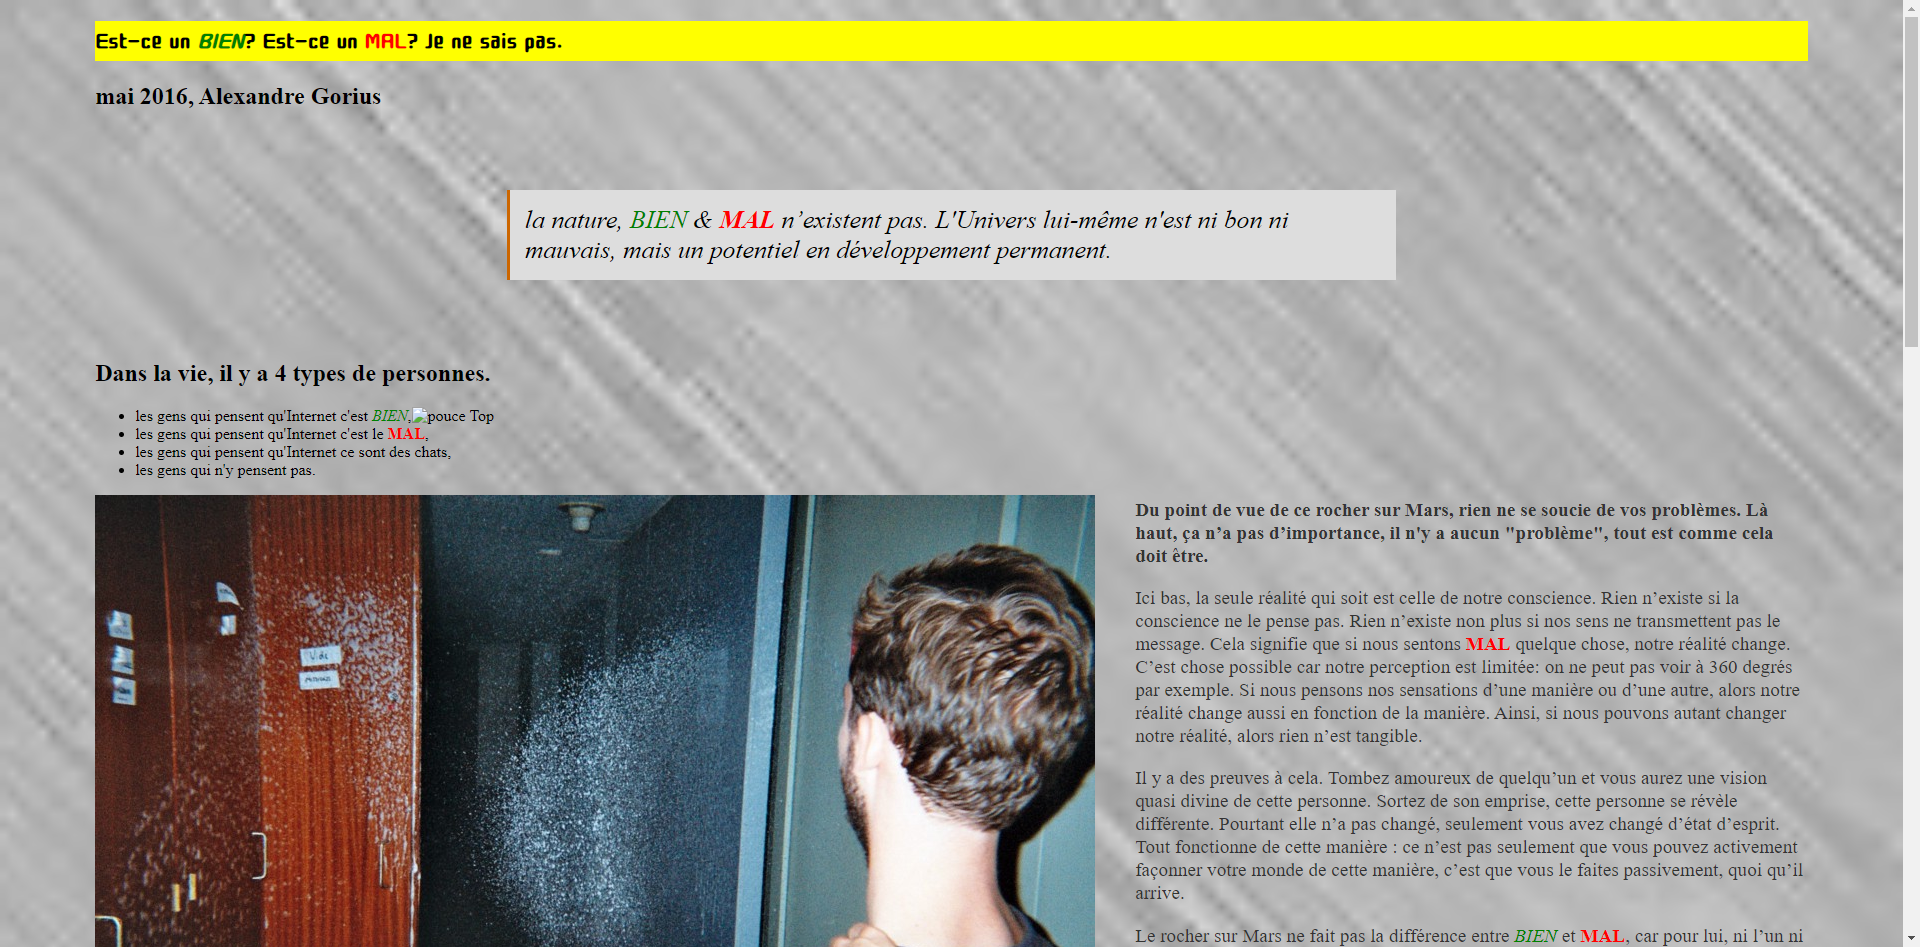 Est-ce un BIEN? Est-ce un MAL? Je ne sais pas.
mai 2016, Alexandre Gorius
la nature, BIEN & MAL n’existent pas. L'Univers lui-même n'est ni bon ni
mauvais, mais un potentiel en développement permanent.
Dans la vie, il y a 4 types de personnes.
les gens qui pensent qu'Internet c'est BIEN,pouce Top
les gens qui pensent qu'Internet c'est le MAL,
les gens qui pensent qu'Internet ce sont des chats,
les gens qui n'y pensent pas.
Vide
Du point de vue de ce rocher sur Mars, rien ne se soucie de vos problèmes. Là
haut, ça n’a pas d’importance, il n'y a aucun "problème", tout est comme cela
doit être.
Ici bas, la seule réalité qui soit est celle de notre conscience. Rien n’existe si la
conscience ne le pense pas. Rien n’existe non plus si nos sens ne transmettent pas le
message. Cela signifie que si nous sentons MAL quelque chose, notre réalité change.
C’est chose possible car notre perception est limitée: on ne peut pas voir à 360 degrés
par exemple. Si nous pensons nos sensations d’une manière ou d’une autre, alors notre
réalité change aussi en fonction de la manière. Ainsi, si nous pouvons autant changer
notre réalité, alors rien n’est tangible.
Il y a des preuves à cela. Tombez amoureux de quelqu’un et vous aurez une vision
quasi divine de cette personne. Sortez de son emprise, cette personne se révèle
différente. Pourtant elle n’a pas changé, seulement vous avez changé d’état d’esprit.
Tout fonctionne de cette manière : ce n’est pas seulement que vous pouvez activement
façonner votre monde de cette manière, c’est que vous le faites passivement, quoi qu’il
arrive.
Le rocher sur Mars ne fait pas la différence entre BIEN et MAL, car pour lui, ni l’un ni